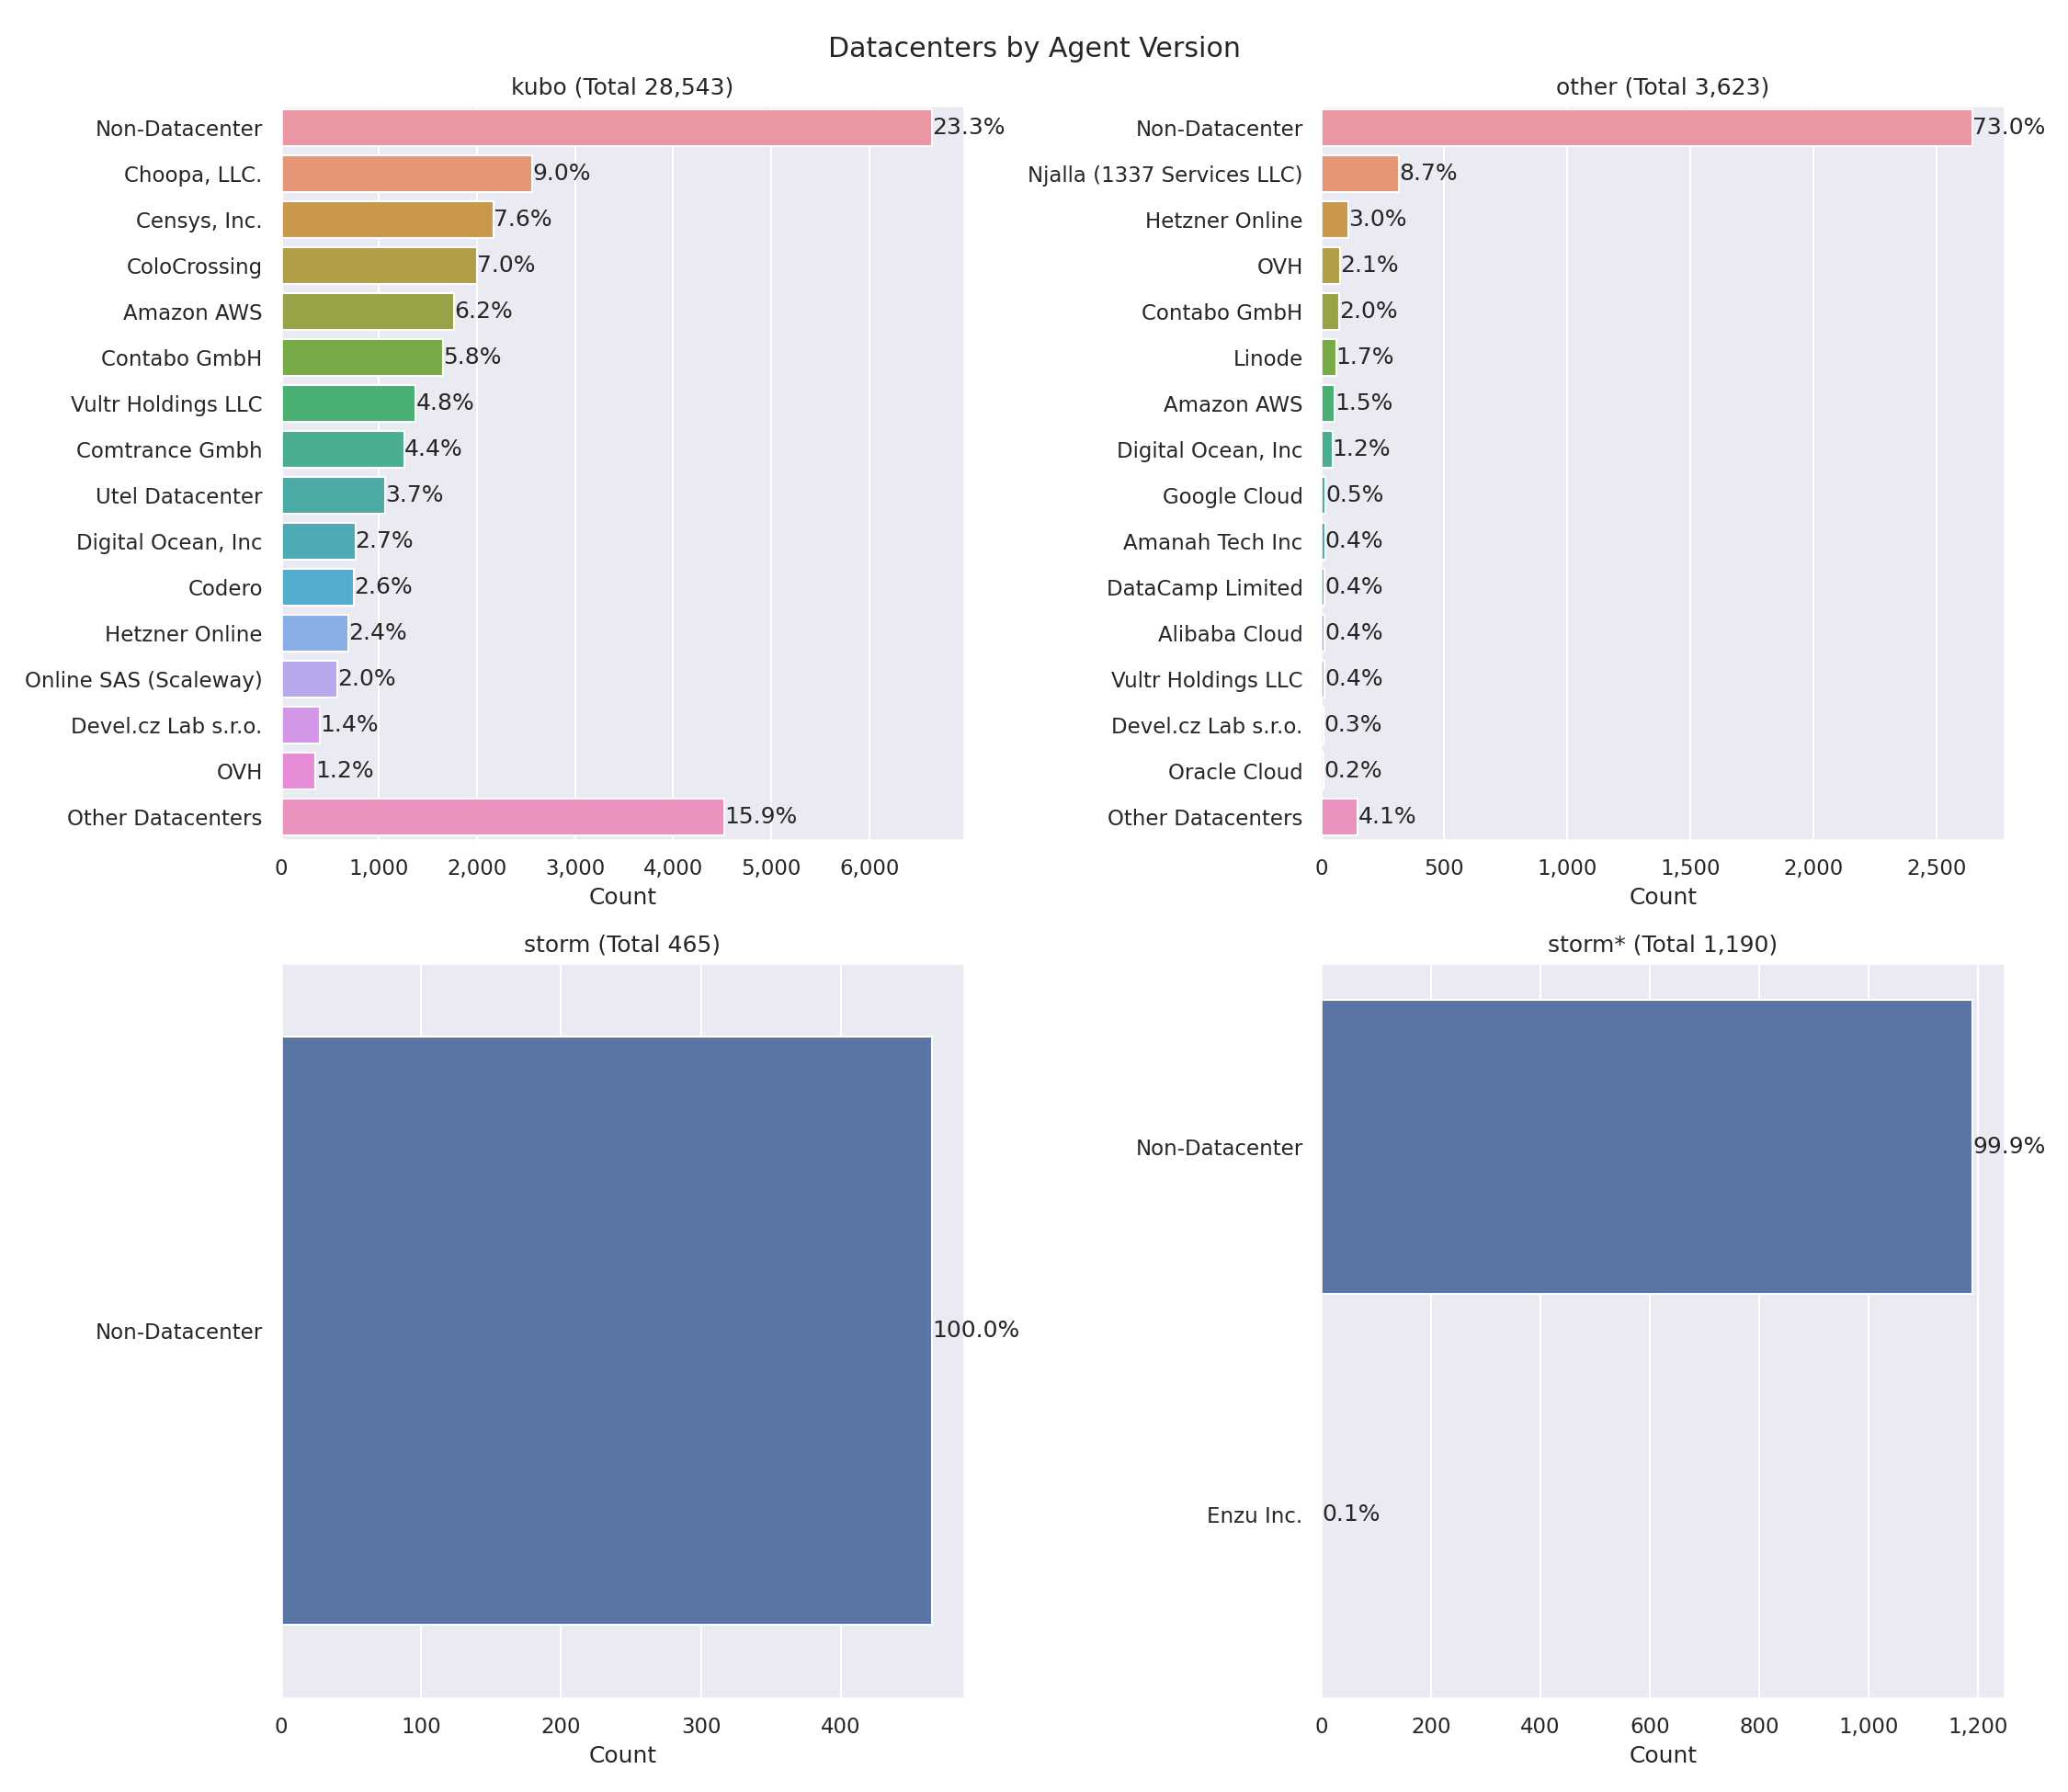 Datacenters by Agent Version
kubo (Total 28,543)
Non-Datacenter 23.3%
Choopa, LLC. 9.0%
Censys, Inc. 7.6%
ColoCrossing 7.0%
Amazon AWS 6.2%
Contabo GmbH 5.8%
Vultr Holdings LLC 4.8%
Comtrance Gmbh 4.4%
Utel Datacenter 3.7%
Digital Ocean, Inc 2.7%
Codero 2.6%
Hetzner Online 2.4%
Online SAS (Scaleway) 2.0%
Devel.cz Lab s.r.o. 1.4%
OVH 1.2%
Other Datacenters 15.9%
0 1,000 2,000 3,000 4,000 5,000 6,000
Count
other (Total 3,623)
Non-Datacenter 73.0%
Njalla (1337 Services LLC) 8.7%
Hetzner Online 3.0%
OVH 2.1%
Contabo GmbH 2.0%
Linode 1.7%
Amazon AWS 1.5%
Digital Ocean, Inc 1.2%
Google Cloud 0.5%
Amanah Tech Inc 0.4%
DataCamp Limited 0.4%
Alibaba Cloud 0.4%
Vultr Holdings LLC 0.4%
Devel.cz Lab s.r.o. 0.3%
Oracle Cloud 0.2%
Other Datacenters 4.1%
0 500 1,000 1,500 2,000 2,500
Count
storm (Total 465)
Non-Datacenter 100.0%
0 100 200 300 400
Count
storm* (Total 1,190)
Non-Datacenter 99.9%
Enzu Inc. 0.1%
0 200 400 600 800 1,000 1,200
Count